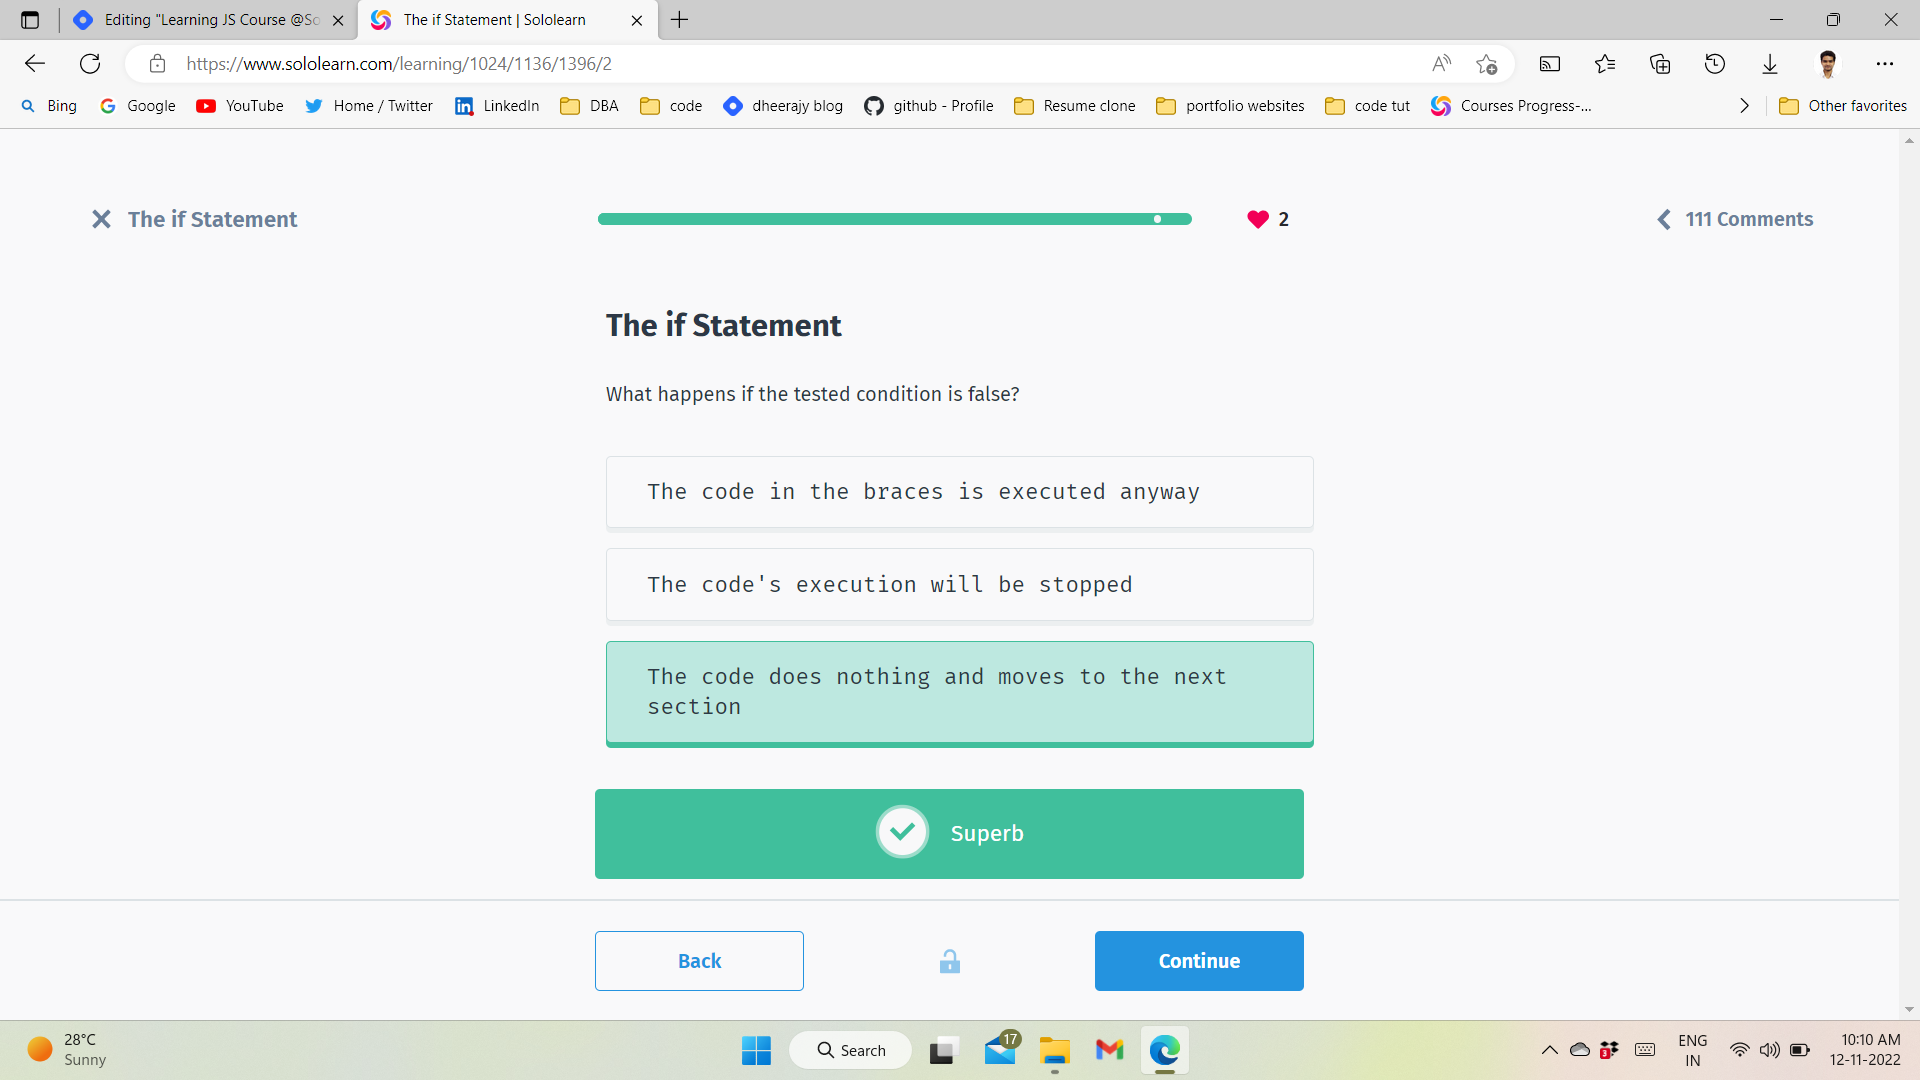 Editing "Learning JS Course @So
The if Statement | Sololearn
https://www.sololearn.com/learning/1024/1136/1396/2
Bing
Google
YouTube
Home / Twitter
LinkedIn
DBA
code
dheerajy blog
github - Profile
Resume clone
portfolio websites
code tut
Courses Progress-...
Other favorites
The if Statement
2
111 Comments
The if Statement
What happens if the tested condition is false?
The code in the braces is executed anyway
The code's execution will be stopped
The code does nothing and moves to the next
section
Superb
Back
Continue
28°C
Sunny
Search
17
3
ENG
IN
10:10 AM
12-11-2022